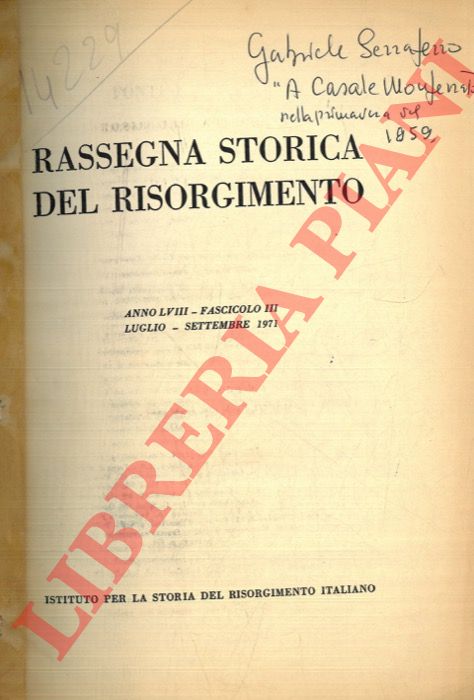 14229
Gabriele Serrafero
"A Casale Monferrato
nella primavera del
1859
RASSEGNA STORICA
DEL RISORGIMENTO
ANNO LVIII - FASCICOLO III
LUGLIO - SETTEMBRE 1971
LIBRERIA PIANI
ISTITUTO PER LA STORIA DEL RISORGIMENTO ITALIANO